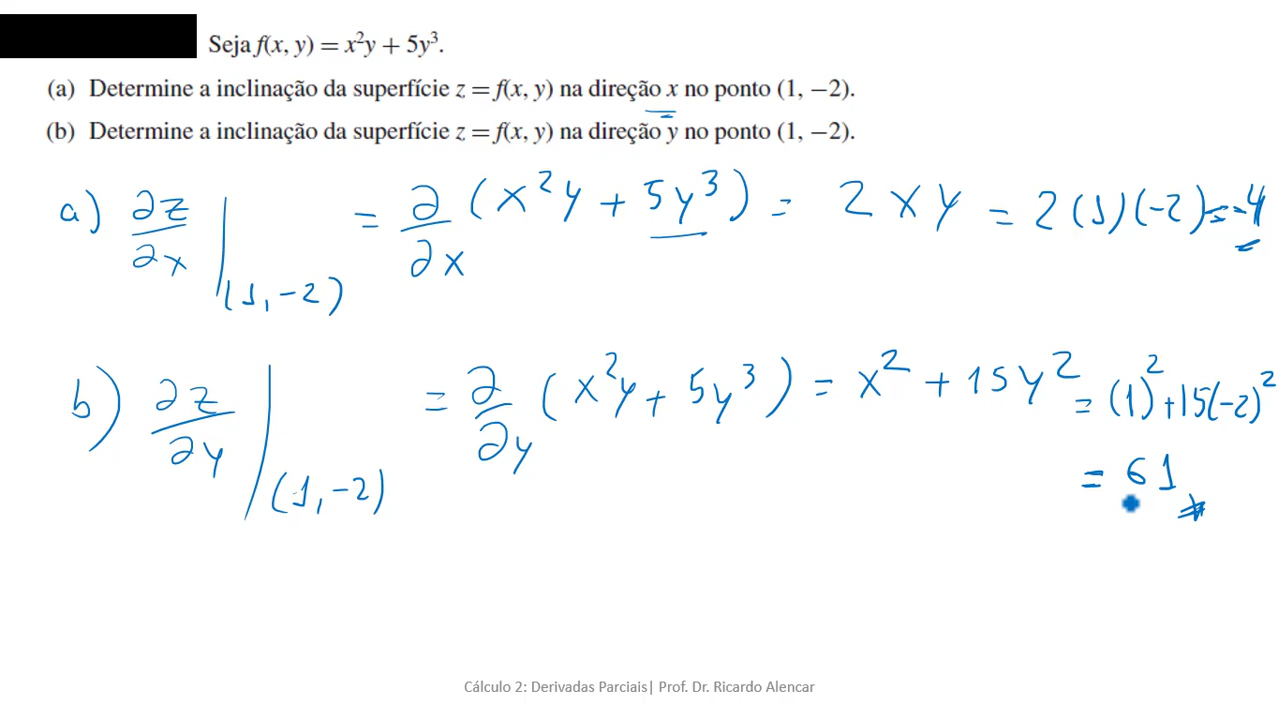 Seja f(x, y) = x²y + 5y³.
(a) Determine a inclinação da superfície z = f(x, y) na direção x no ponto (1, −2).
(b) Determine a inclinação da superfície z = f(x, y) na direção y no ponto (1, −2).
a) ∂z/∂x |(1, -2) = ∂/∂x (x²y + 5y³) = 2xy = 2(1)(-2) = -4
b) ∂z/∂y |(1, -2) = ∂/∂y (x²y + 5y³) = x² + 15y² = (1)² + 15(-2)²
= 61
Cálculo 2: Derivadas Parciais| Prof. Dr. Ricardo Alencar